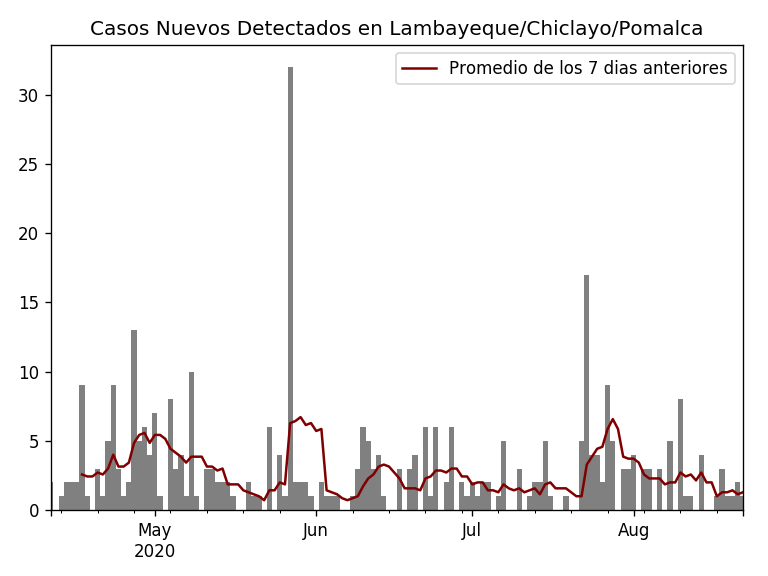 Casos Nuevos Detectados en Lambayeque/Chiclayo/Pomalca
Promedio de los 7 dias anteriores
30
25
20
15
10
5
0
May
2020
Jun
Jul
Aug